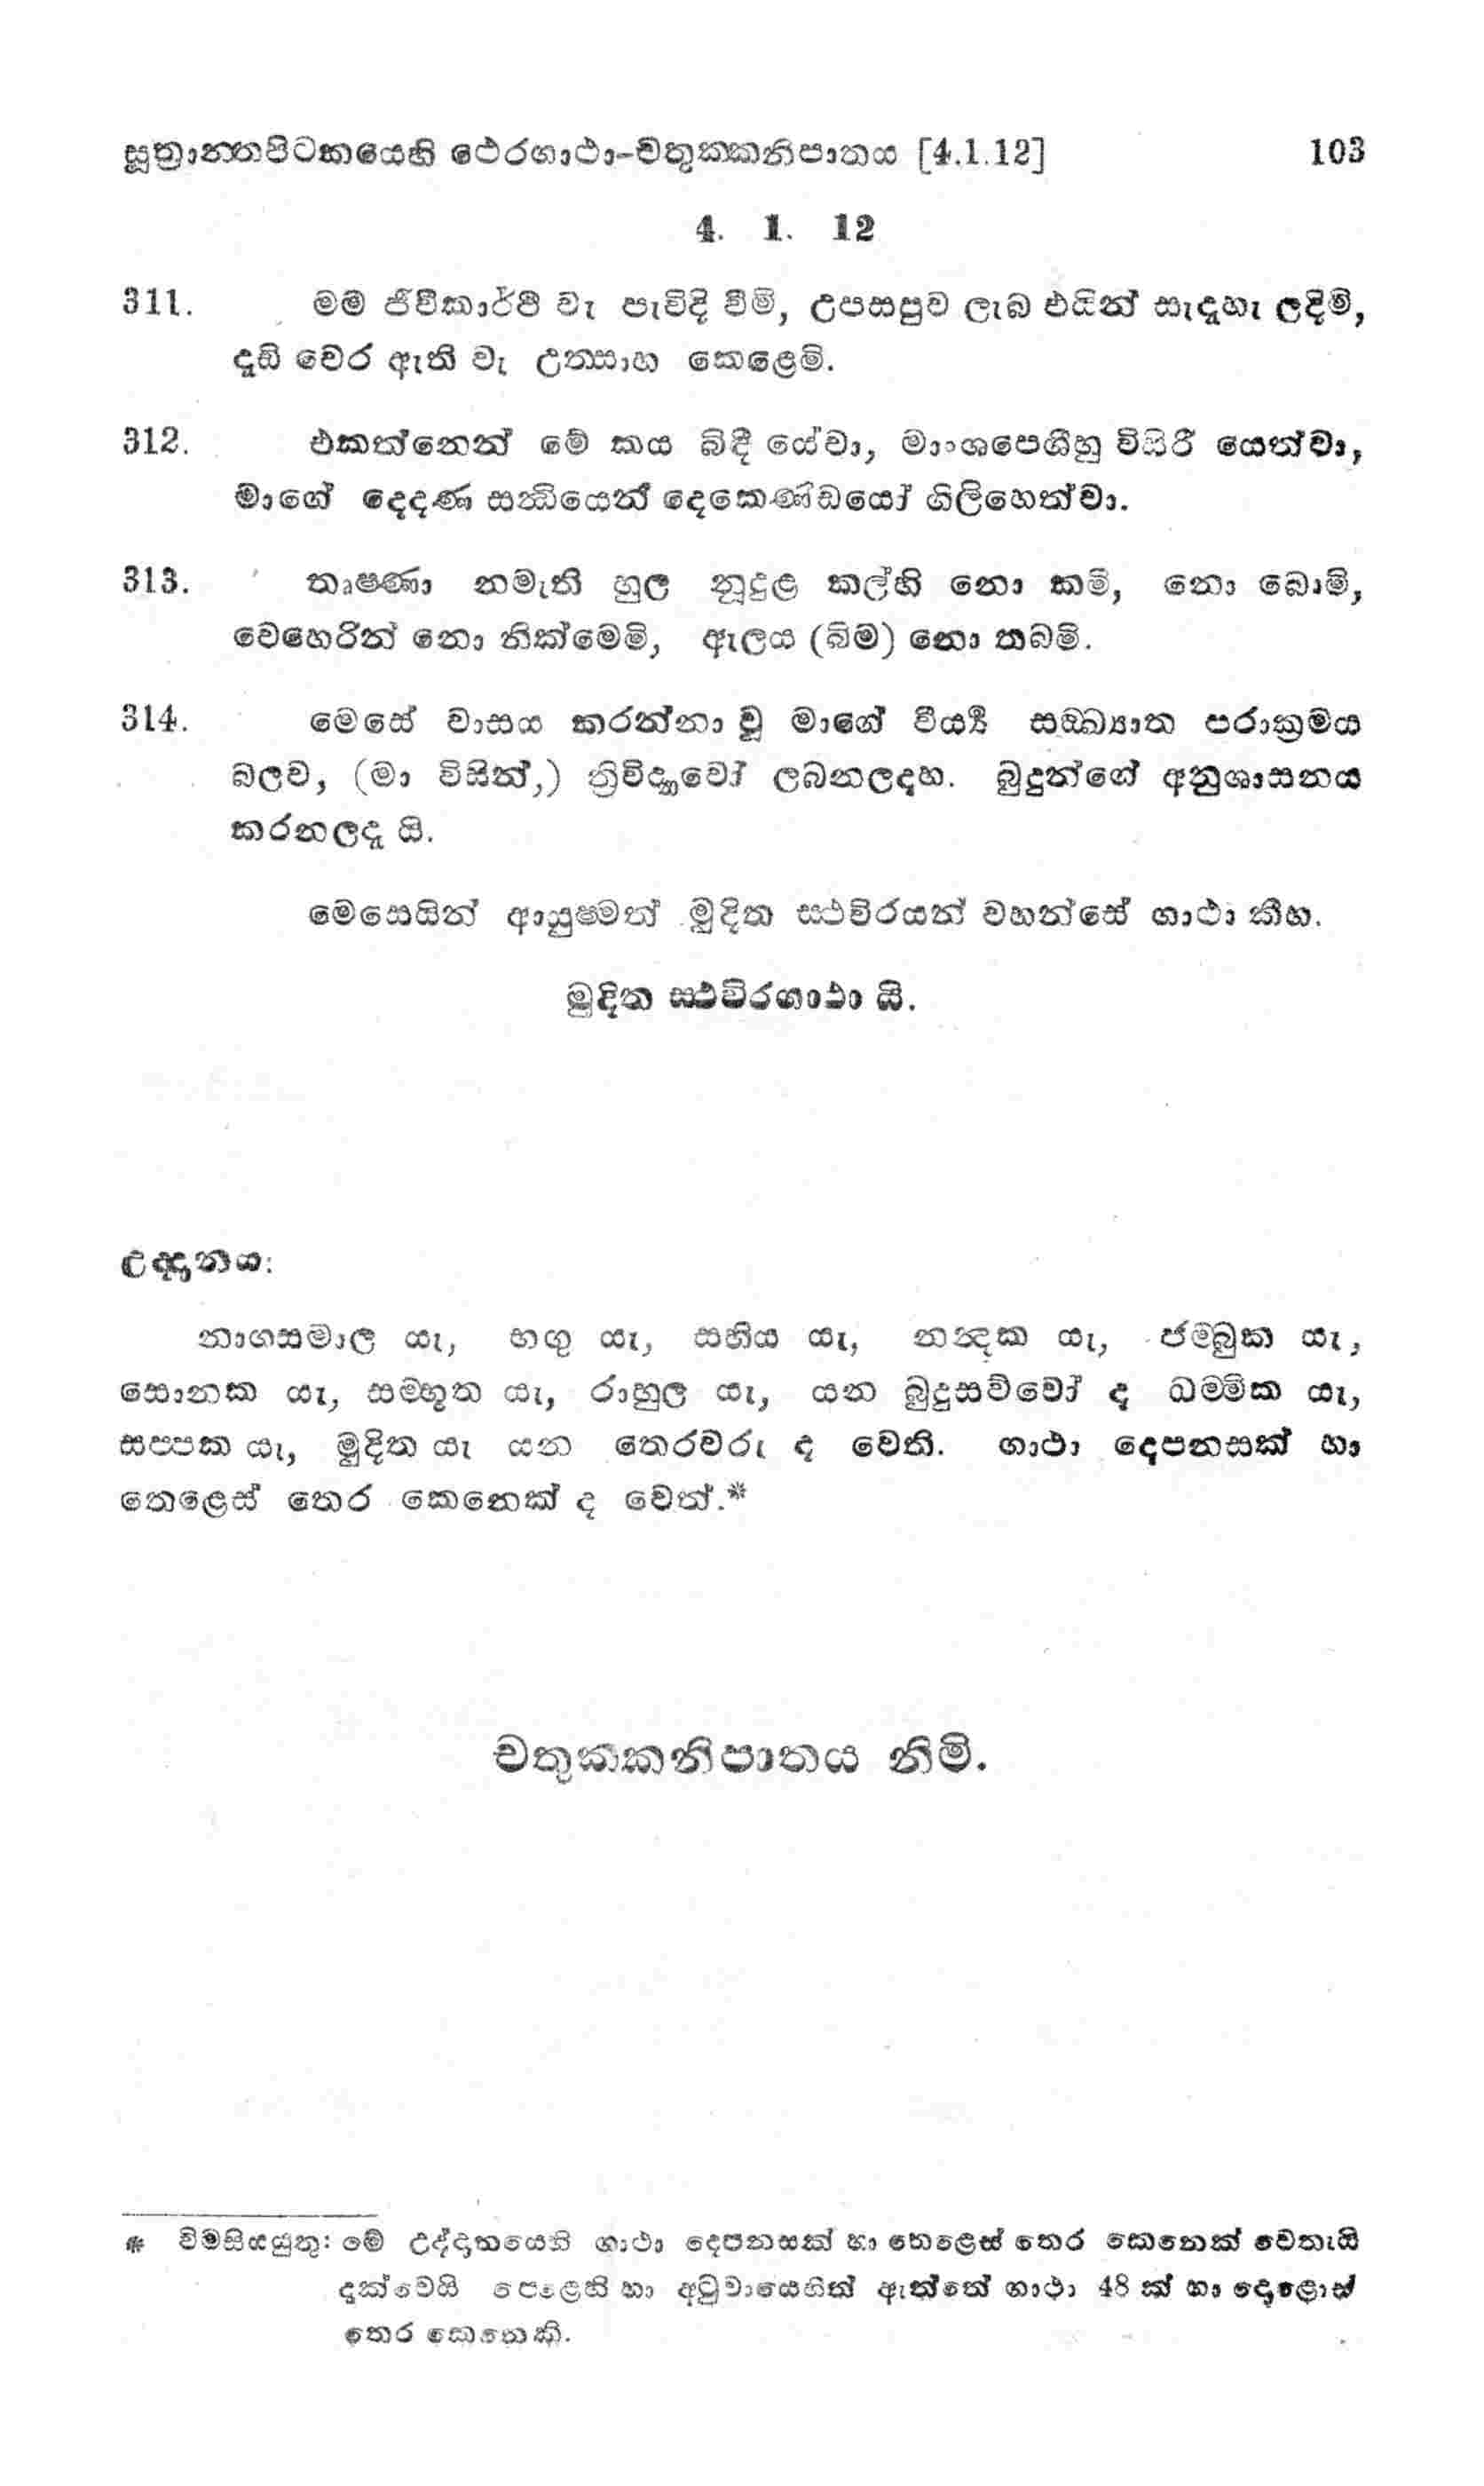 සූත්‍රාන්තපිටකයෙහි ථෙරගාථා-චතුක්කනිපාතය [4.1.12] 103
4. 1. 12
311. මම ජීවිකාර්ථී වැ පැවිදි වීමි, උපසපුව ලැබ එයින් සැදැහැ ලදිමි,
දැඩි වෙර ඇති වැ උත්සාහ කෙළෙමි.
312. එකත්නෙන් මේ කය බිඳී යේවා, මාංශපෙශීහු විසිරී යෙත්වා,
මාගේ දෙදණ සන්ධියෙන් දෙකෙණ්ඩයෝ ගිලිහෙත්වා.
313. තෘෂ්ණා නමැති හුල නූදුළ කල්හි නො කමි, නො බොමි,
වෙහෙරින් නො නික්මෙමි, ඇලය (බිම) නො තබමි.
314. මෙසේ වාසය කරන්නා වූ මාගේ වීර්‍ය්‍ය සඞ්ඛ්‍යාත පරාක්‍රමය
බලව, (මා විසින්,) ත්‍රිවිද්‍යාවෝ ලබනලදහ. බුදුන්ගේ අනුශාසනය
කරනලදැ යි.
මෙසෙයින් ආයුෂ්මත් මුදිත ස්ථවිරයන් වහන්සේ ගාථා කීහ.
මුදිත ස්ථවිරගාථා යි.
උද්දානය:
නාගසමාල යැ, භගු යැ, සභිය යැ, නන්දක යැ, ජම්බුක යැ,
සෙනක යැ, සම්භූත යැ, රාහුල යැ, යන බුදුසව්වෝ ද ධම්මික යැ,
සප්පක යැ, මුදිත යැ යන තෙරවරු ද වෙති. ගාථා දෙපනසක් හා
තෙළෙස් තෙර කෙනෙක් ද වෙත්.*
චතුක්කනිපාතය නිමි.
* විමසියයුතු: මේ උද්දානයෙහි ගාථා දෙපනසක් හා තෙළෙස් තෙර කෙනෙක් වෙතැයි
දැක්වෙයි පෙළෙහි හා අටුවායෙහිත් ඇත්තේ ගාථා 48 ක් හා දොළොස්
තෙර කෙනෙකි.